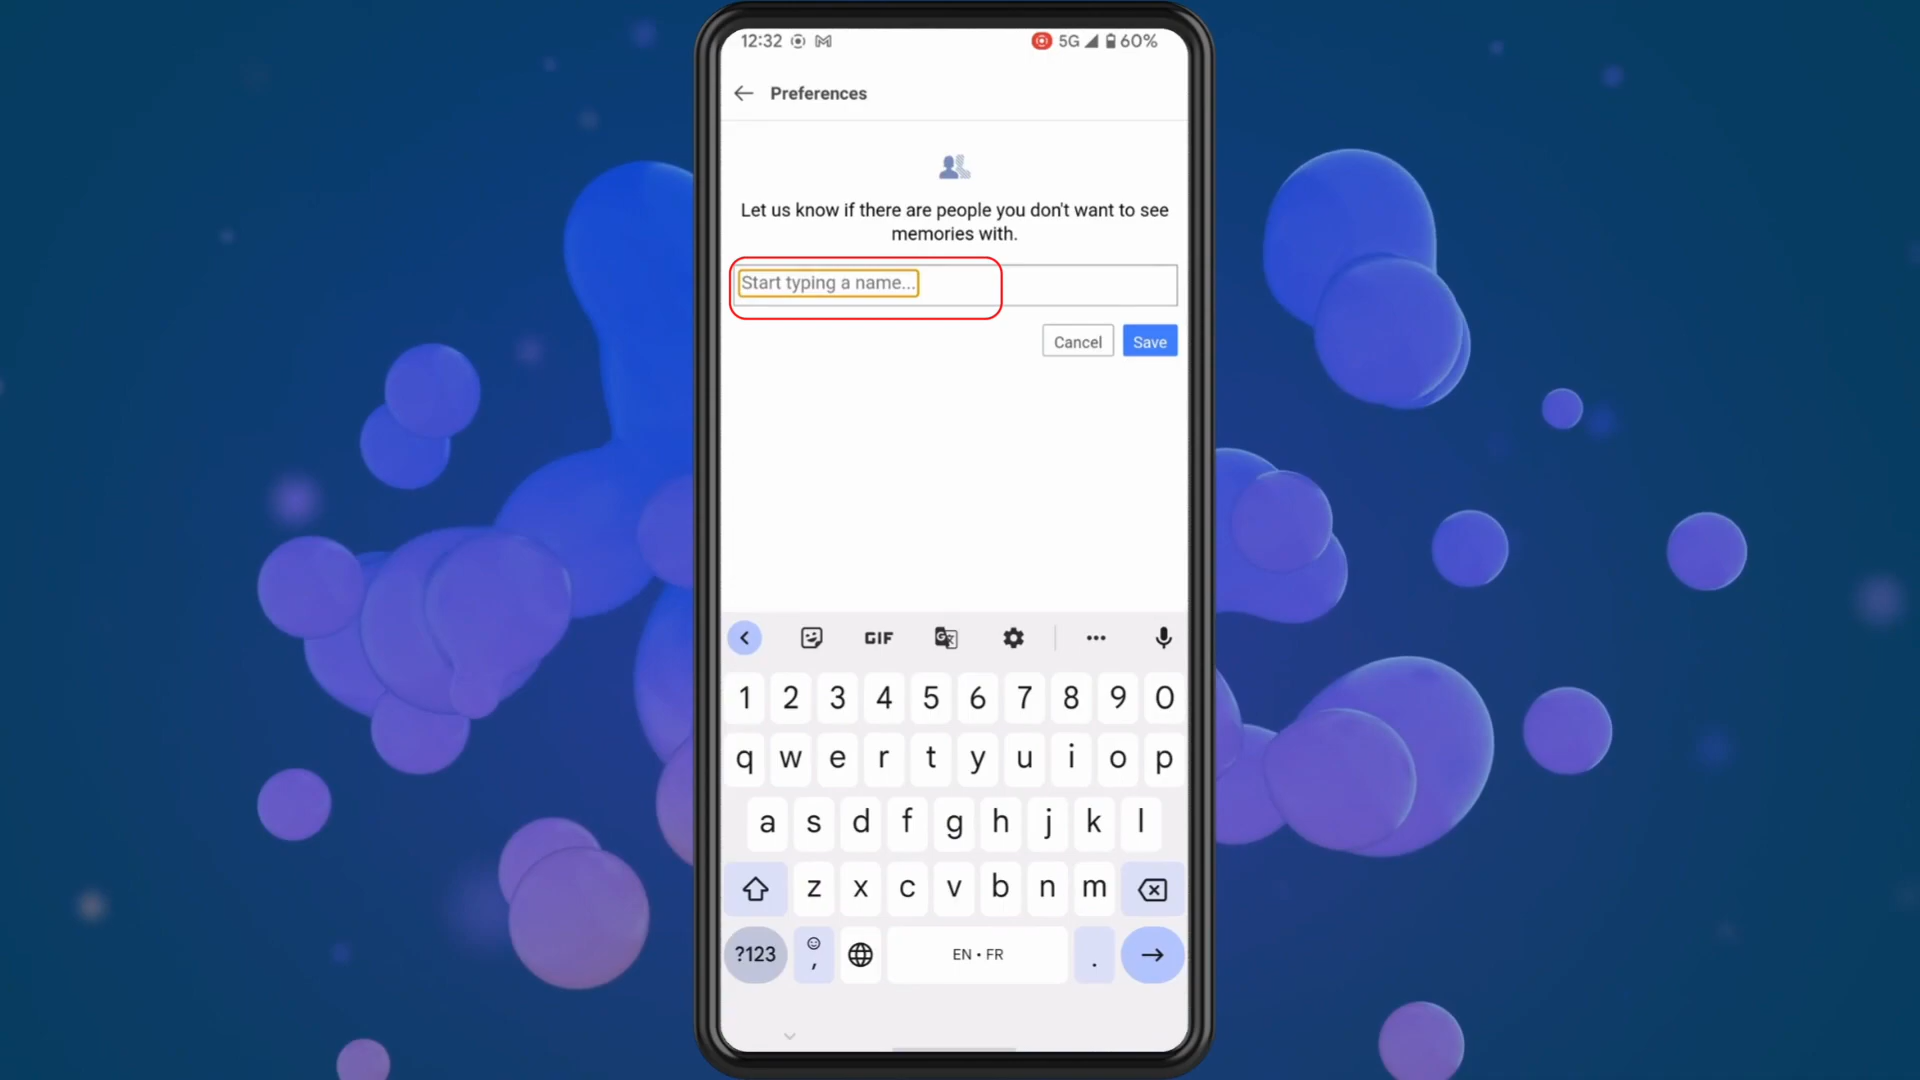 12:32 5G 60%
Preferences
Let us know if there are people you don't want to see
memories with.
Start typing a name...
Cancel Save
GIF
1 2 3 4 5 6 7 8 9 0
q w e r t y u i o p
a s d f g h j k l
z x c v b n m
?123 , EN • FR .